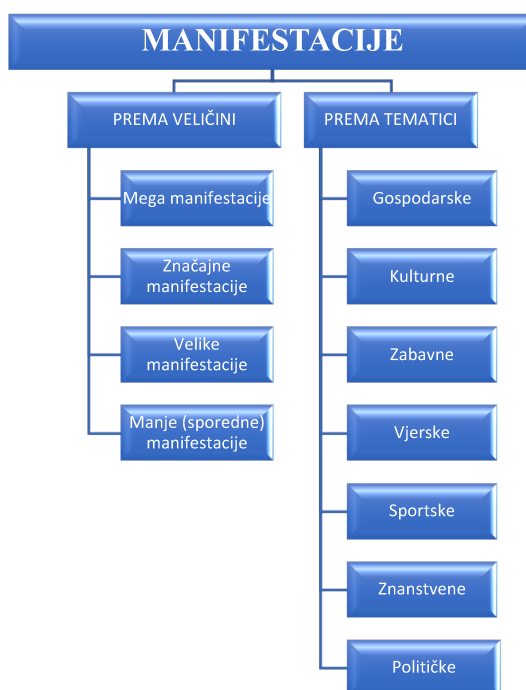 MANIFESTACIJE
PREMA VELIČINI
Mega manifestacije
Značajne
manifestacije
Velike
manifestacije
Manje (sporedne)
manifestacije
PREMA TEMATICI
Gospodarske
Kulturne
Zabavne
Vjerske
Sportske
Znanstvene
Političke